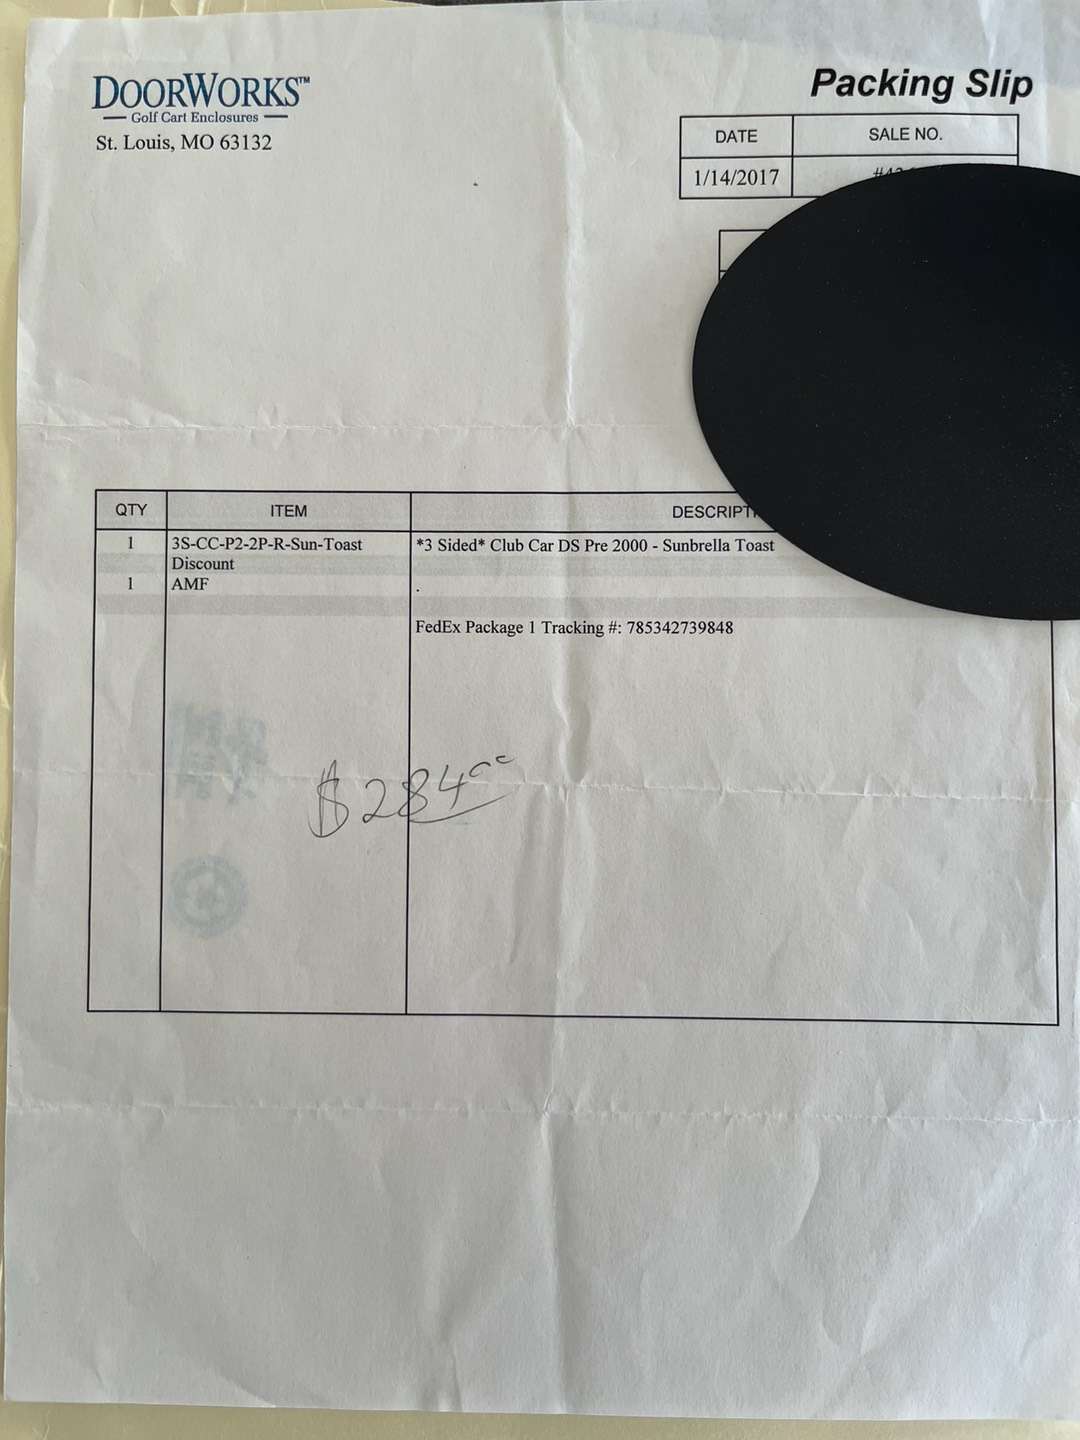 DOORWORKS™
Golf Cart Enclosures
St. Louis, MO 63132
Packing Slip
DATE SALE NO.
1/14/2017
QTY ITEM
1 3S-CC-P2-2P-R-Sun-Toast *3 Sided* Club Car DS Pre 2000 - Sunbrella Toast
Discount
1 AMF .
FedEx Package 1 Tracking #: 785342739848
$284.00